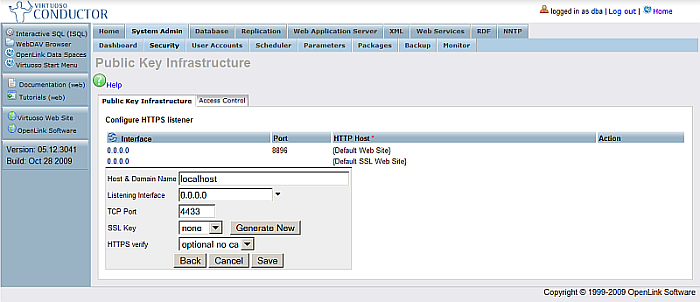 VIRTUOSO
CONDUCTOR
logged in as dba | Log out | Home
Interactive SQL (ISQL)
WebDAV Browser
OpenLink Data Spaces
Virtuoso Start Menu
Documentation (web)
Tutorials (web)
Virtuoso Web Site
OpenLink Software
Version: 05.12.3041
Build: Oct 28 2009
Home System Admin Database Replication Web Application Server XML Web Services RDF NNTP
Dashboard Security User Accounts Scheduler Parameters Packages Backup Monitor
Public Key Infrastructure
Help
Public Key Infrastructure Access Control
Configure HTTPS listener
Interface Port HTTP Host * Action
0.0.0.0 8896 {Default Web Site}
0.0.0.0 {Default SSL Web Site}
Host & Domain Name localhost
Listening Interface 0.0.0.0
TCP Port 4433
SSL Key none Generate New
HTTPS verify optional no ca
Back Cancel Save
Copyright © 1999-2009 OpenLink Software